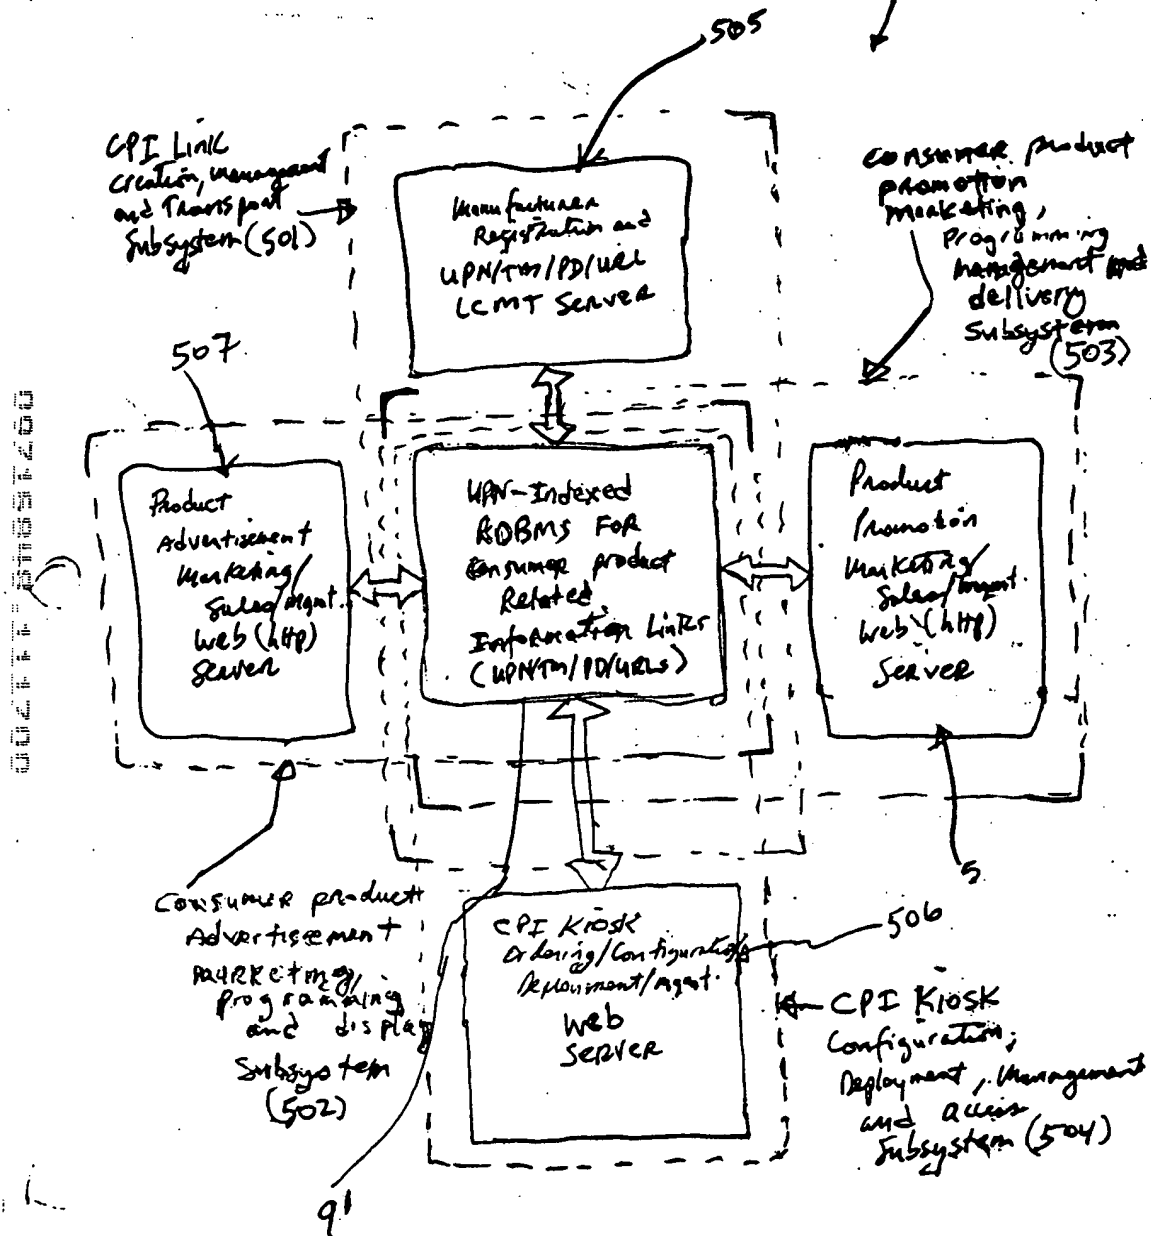 505
CPI Link
Creation, Management
and Transport
Subsystem (501)
Consumer product
promotion
marketing,
Programming
management and
delivery
Subsystem
(503)
Manufacturer
Registration and
UPN/TM/PD/URL
LCMT Server
507
Product
Advertisement
Marketing/
Sales/mgmt.
Web (http)
Server
UPN-Indexed
RDBMS FOR
Consumer product
Related
Information Links
(UPN/TM/PD/URLs)
Product
Promotion
Marketing/
Sales/mgmt.
Web (http)
Server
5
Consumer product
Advertisement
Marketing,
programming
and display
Subsystem
(502)
CPI Kiosk
Ordering/Configuration/
Deployment/mgmt.
Web
Server
506
CPI Kiosk
Configuration,
Deployment, Management
and access
Subsystem (504)
91